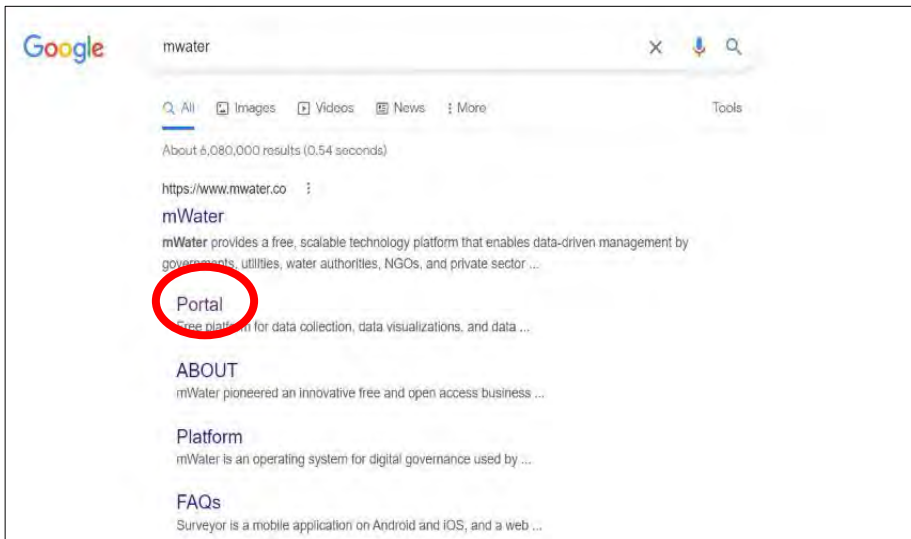 Google
mwater
All Images Videos News More Tools
About 6,080,000 results (0.54 seconds)
https://www.mwater.co
mWater
mWater provides a free, scalable technology platform that enables data-driven management by
governments, utilities, water authorities, NGOs, and private sector ...
Portal
Free platform for data collection, data visualizations, and data ...
ABOUT
mWater pioneered an innovative free and open access business ...
Platform
mWater is an operating system for digital governance used by ...
FAQs
Surveyor is a mobile application on Android and iOS, and a web ...